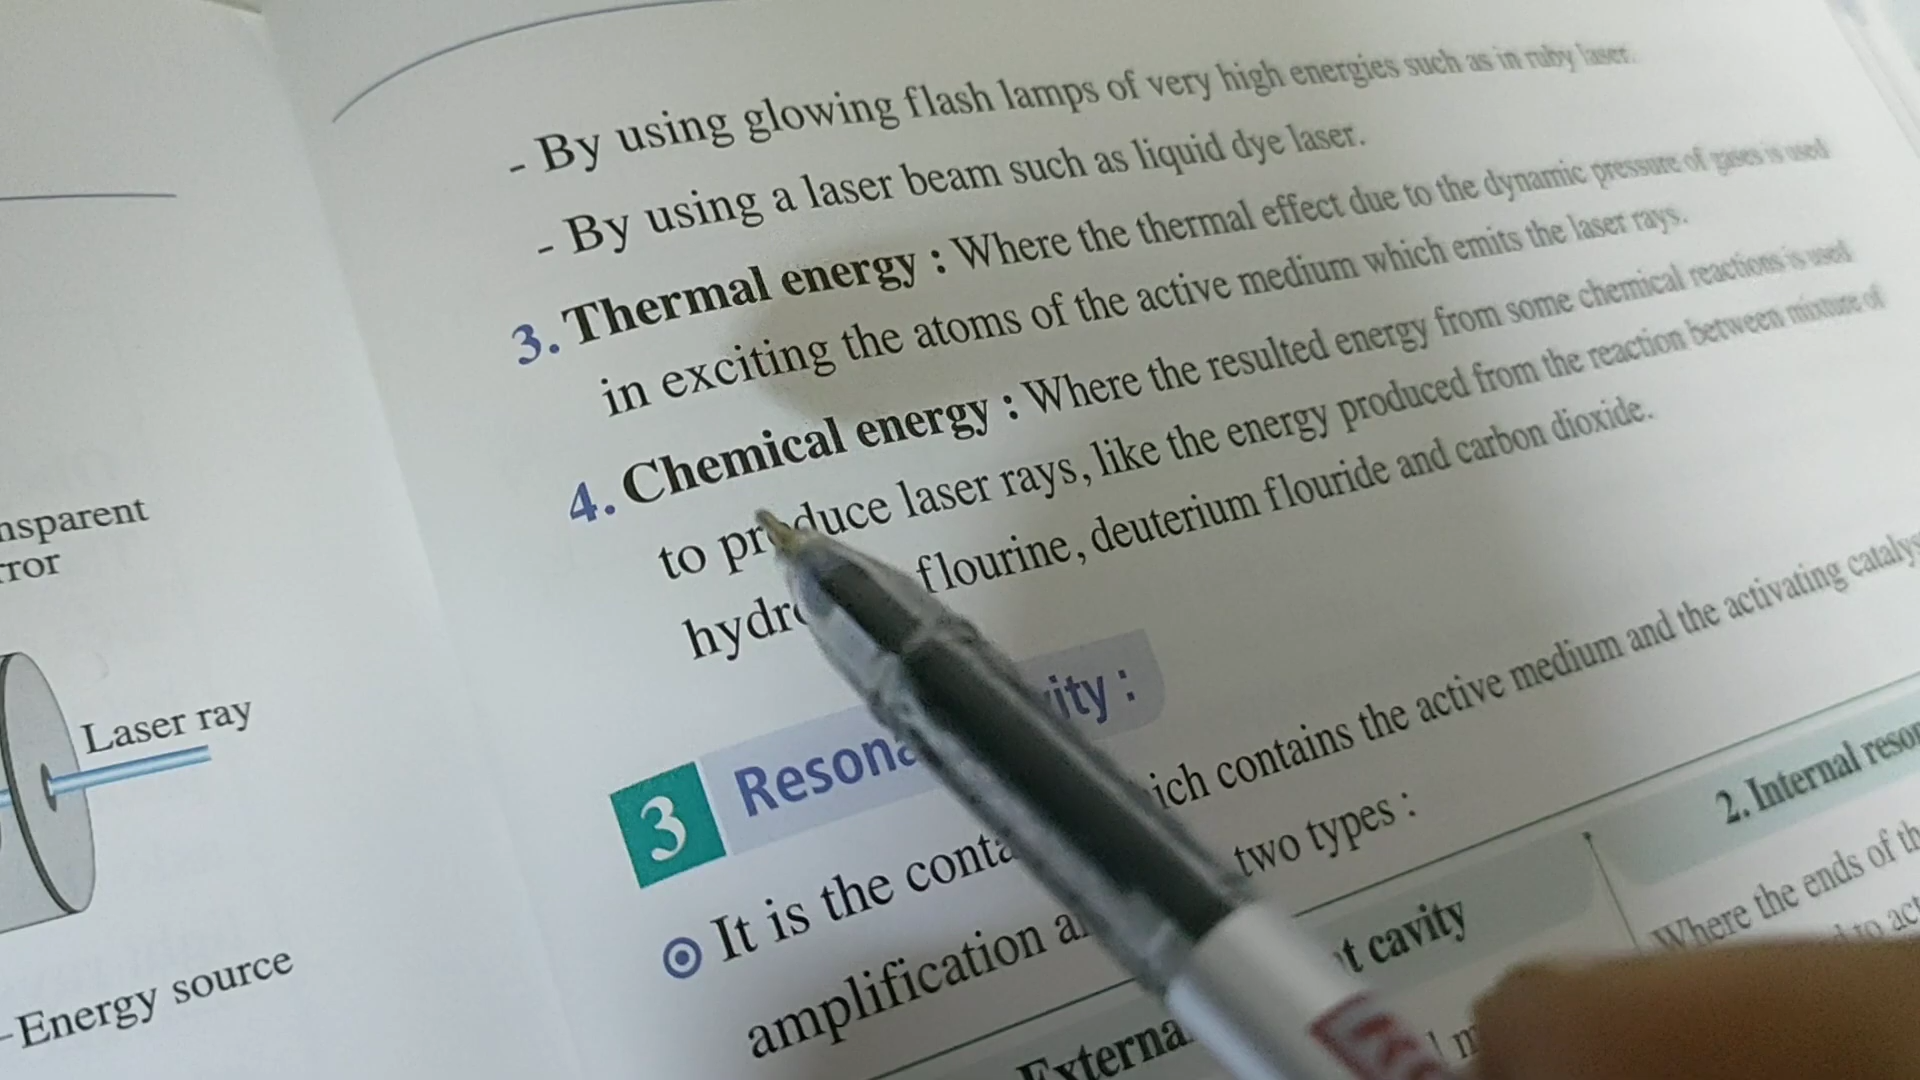 nsparent
ror
Laser ray
Energy source
- By using glowing flash lamps of very high energies such as in ruby laser.
- By using a laser beam such as liquid dye laser.
3. Thermal energy : Where the thermal effect due to the dynamic pressure of gases is used
in exciting the atoms of the active medium which emits the laser rays.
4. Chemical energy : Where the resulted energy from some chemical reactions is used
to produce laser rays, like the energy produced from the reaction between mixture of
hydro flourine, deuterium flouride and carbon dioxide.
3 Resona ity :
It is the conta ich contains the active medium and the activating catalys
amplification a two types :
Externa t cavity
2. Internal reson
Where the ends of th
to act